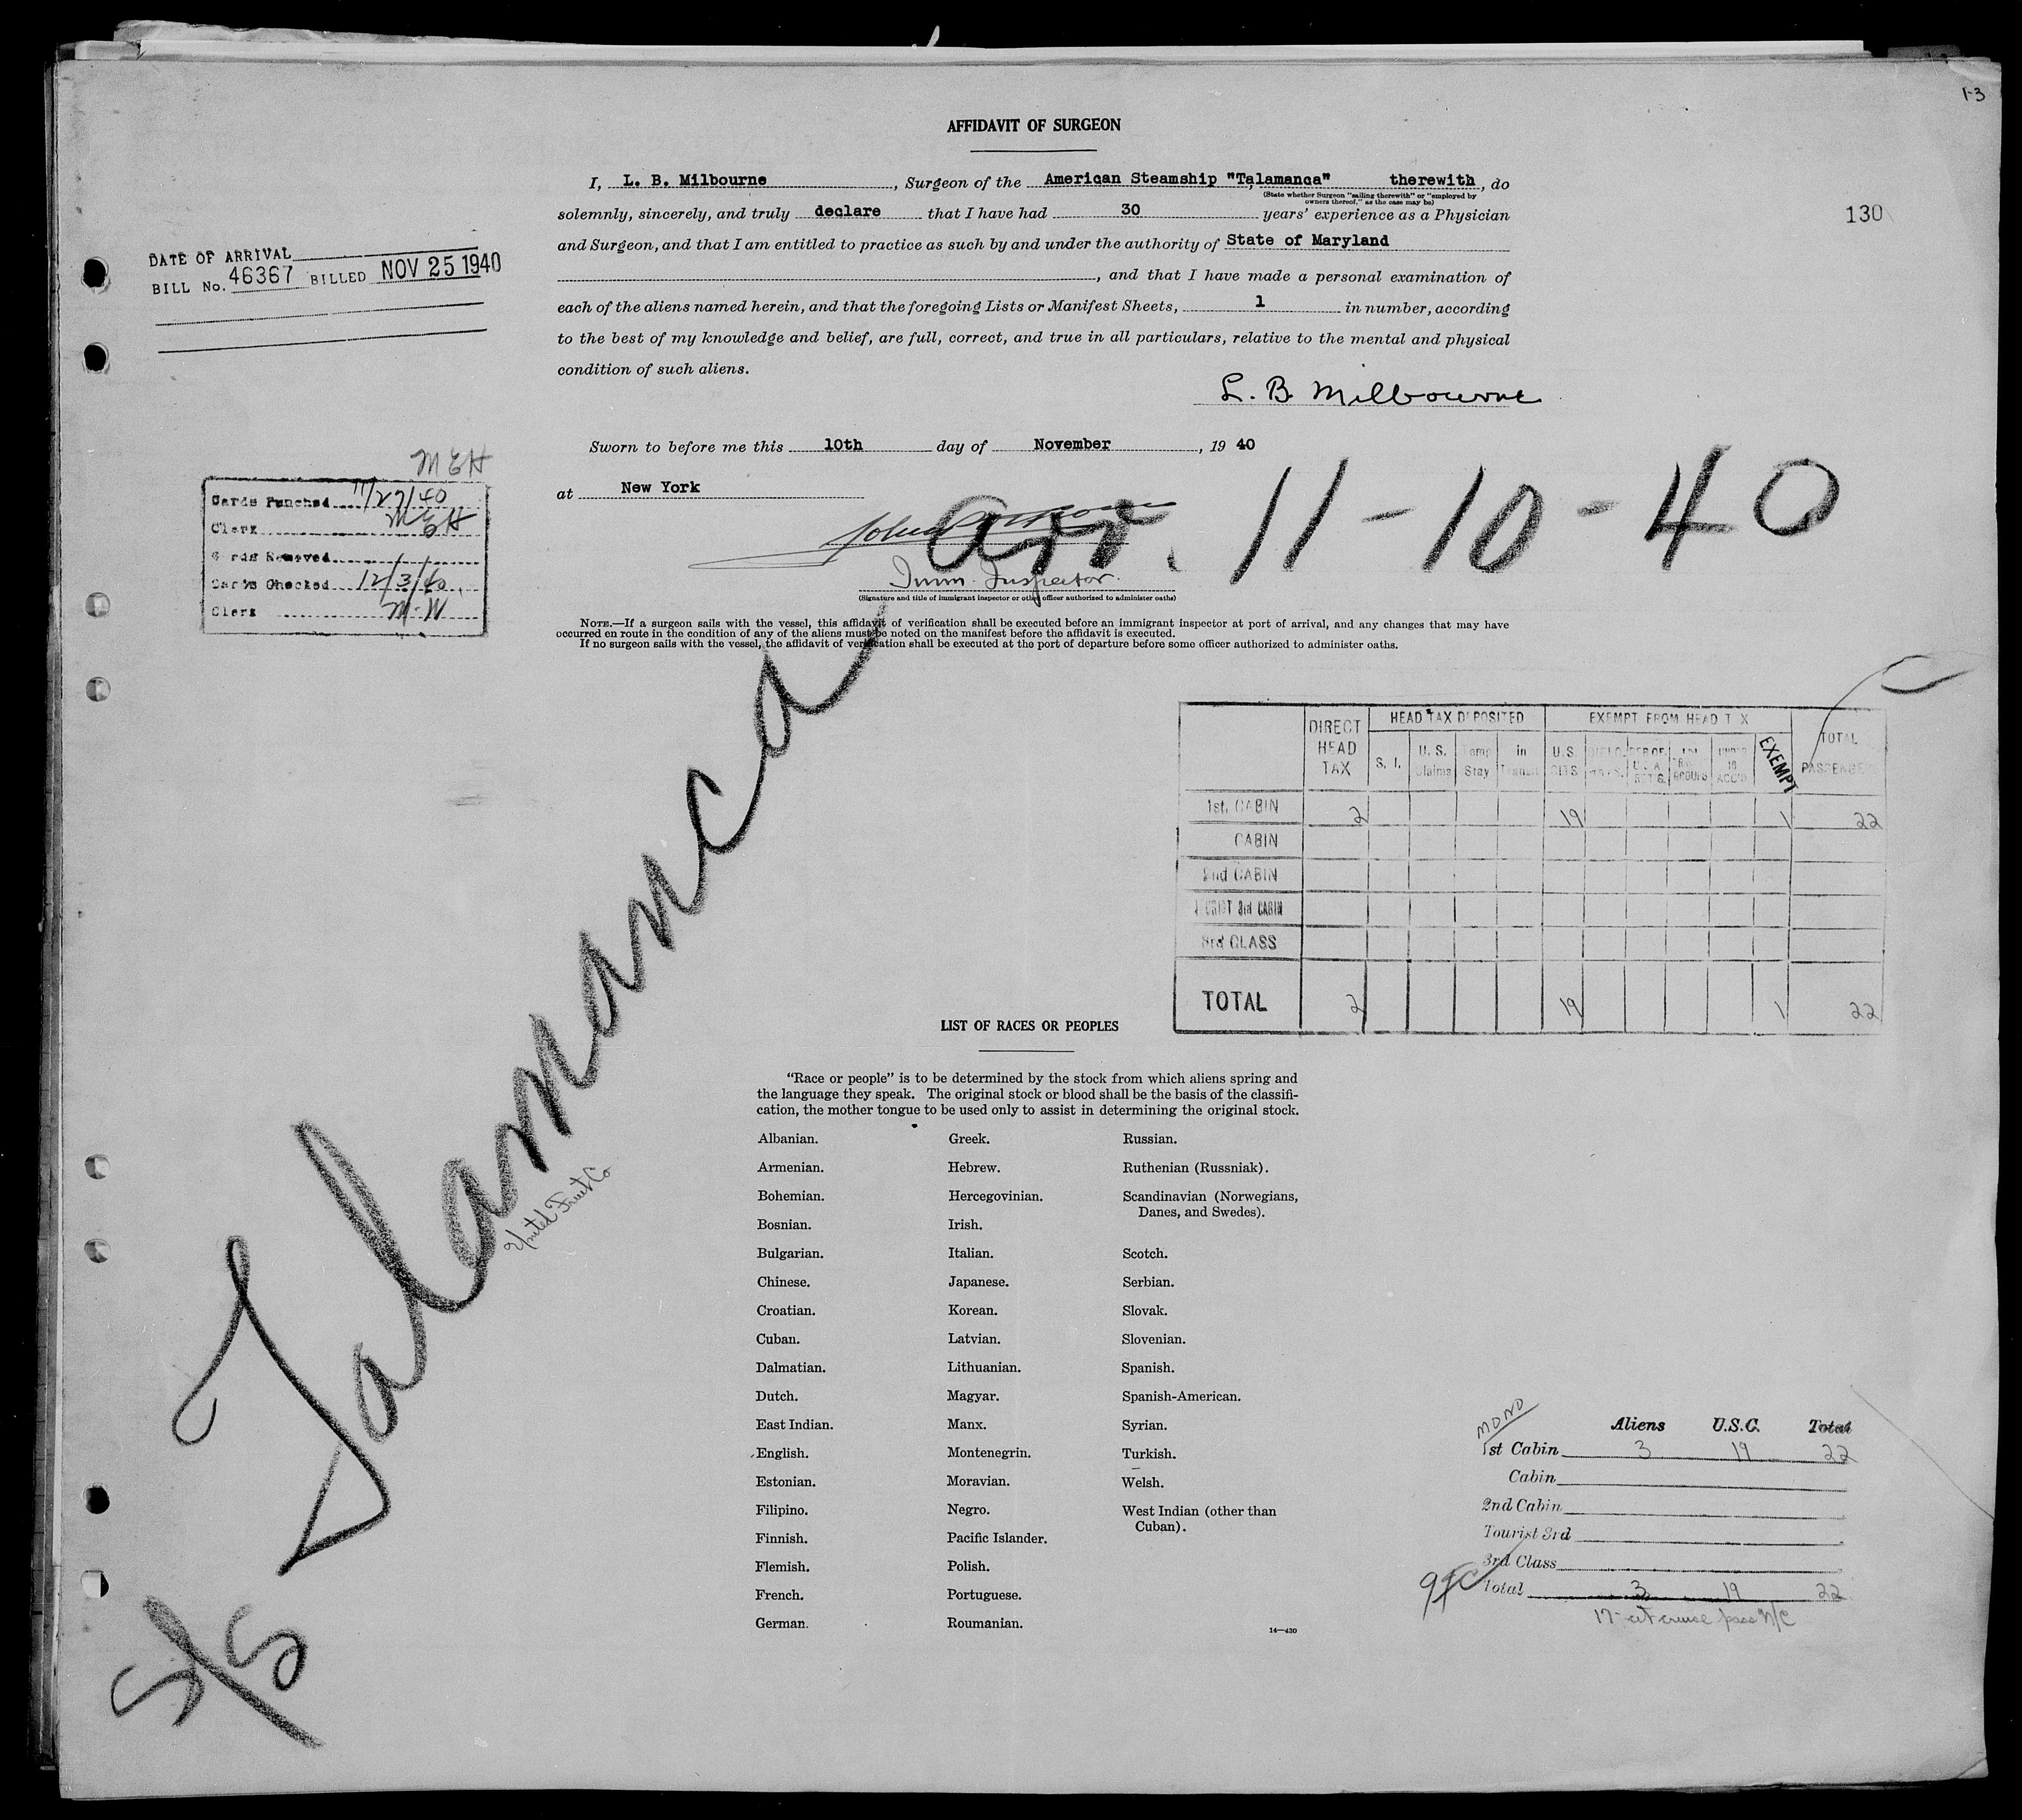 1-3
AFFIDAVIT OF SURGEON
I, L. B. Milbourne, Surgeon of the American Steamship "Talamanca" therewith, do
(State whether Surgeon "sailing therewith" or "employed by
owners thereof," as the case may be)
solemnly, sincerely, and truly declare that I have had 30 years' experience as a Physician
130
and Surgeon, and that I am entitled to practice as such by and under the authority of State of Maryland
, and that I have made a personal examination of
each of the aliens named herein, and that the foregoing Lists or Manifest Sheets, 1 in number, according
to the best of my knowledge and belief, are full, correct, and true in all particulars, relative to the mental and physical
condition of such aliens.
DATE OF ARRIVAL
BILL No. 46367 BILLED NOV 25 1940
L. B. Milbourne
Sworn to before me this 10th day of November, 19 40
at New York
arr. 11-10-40
Imm. Inspector.
(Signature and title of immigrant inspector or other officer authorized to administer oaths)
MEH
Cards Punched 11/27/40
Clerk MEH
Cards Removed
Cards Checked 12/3/40
Clerk M.W.
NOTE.—If a surgeon sails with the vessel, this affidavit of verification shall be executed before an immigrant inspector at port of arrival, and any changes that may have
occurred en route in the condition of any of the aliens must be noted on the manifest before the affidavit is executed.
If no surgeon sails with the vessel, the affidavit of verification shall be executed at the port of departure before some officer authorized to administer oaths.
S/S Talamanca
United Fruit Co
DIRECT HEAD TAX
HEAD TAX DEPOSITED
EXEMPT FROM HEAD TAX
TOTAL PASSENGERS
S. I. U. S. Claims Temp Stay in Transit U.S. CITS EXEMPT
1st. CABIN 2 19 1 22
CABIN
2nd CABIN
TOURIST 3rd CABIN
3rd CLASS
TOTAL 2 19 1 22
LIST OF RACES OR PEOPLES
"Race or people" is to be determined by the stock from which aliens spring and
the language they speak. The original stock or blood shall be the basis of the classifi-
cation, the mother tongue to be used only to assist in determining the original stock.
Albanian.
Armenian.
Bohemian.
Bosnian.
Bulgarian.
Chinese.
Croatian.
Cuban.
Dalmatian.
Dutch.
East Indian.
English.
Estonian.
Filipino.
Finnish.
Flemish.
French.
German.
Greek.
Hebrew.
Hercegovinian.
Irish.
Italian.
Japanese.
Korean.
Latvian.
Lithuanian.
Magyar.
Manx.
Montenegrin.
Moravian.
Negro.
Pacific Islander.
Polish.
Portuguese.
Roumanian.
Russian.
Ruthenian (Russniak).
Scandinavian (Norwegians,
Danes, and Swedes).
Scotch.
Serbian.
Slovak.
Slovenian.
Spanish.
Spanish-American.
Syrian.
Turkish.
Welsh.
West Indian (other than
Cuban).
14—430
MONO
Aliens U.S.C. Total
1st Cabin 3 19 22
Cabin
2nd Cabin
Tourist 3rd
3rd Class
Total 3 19 22